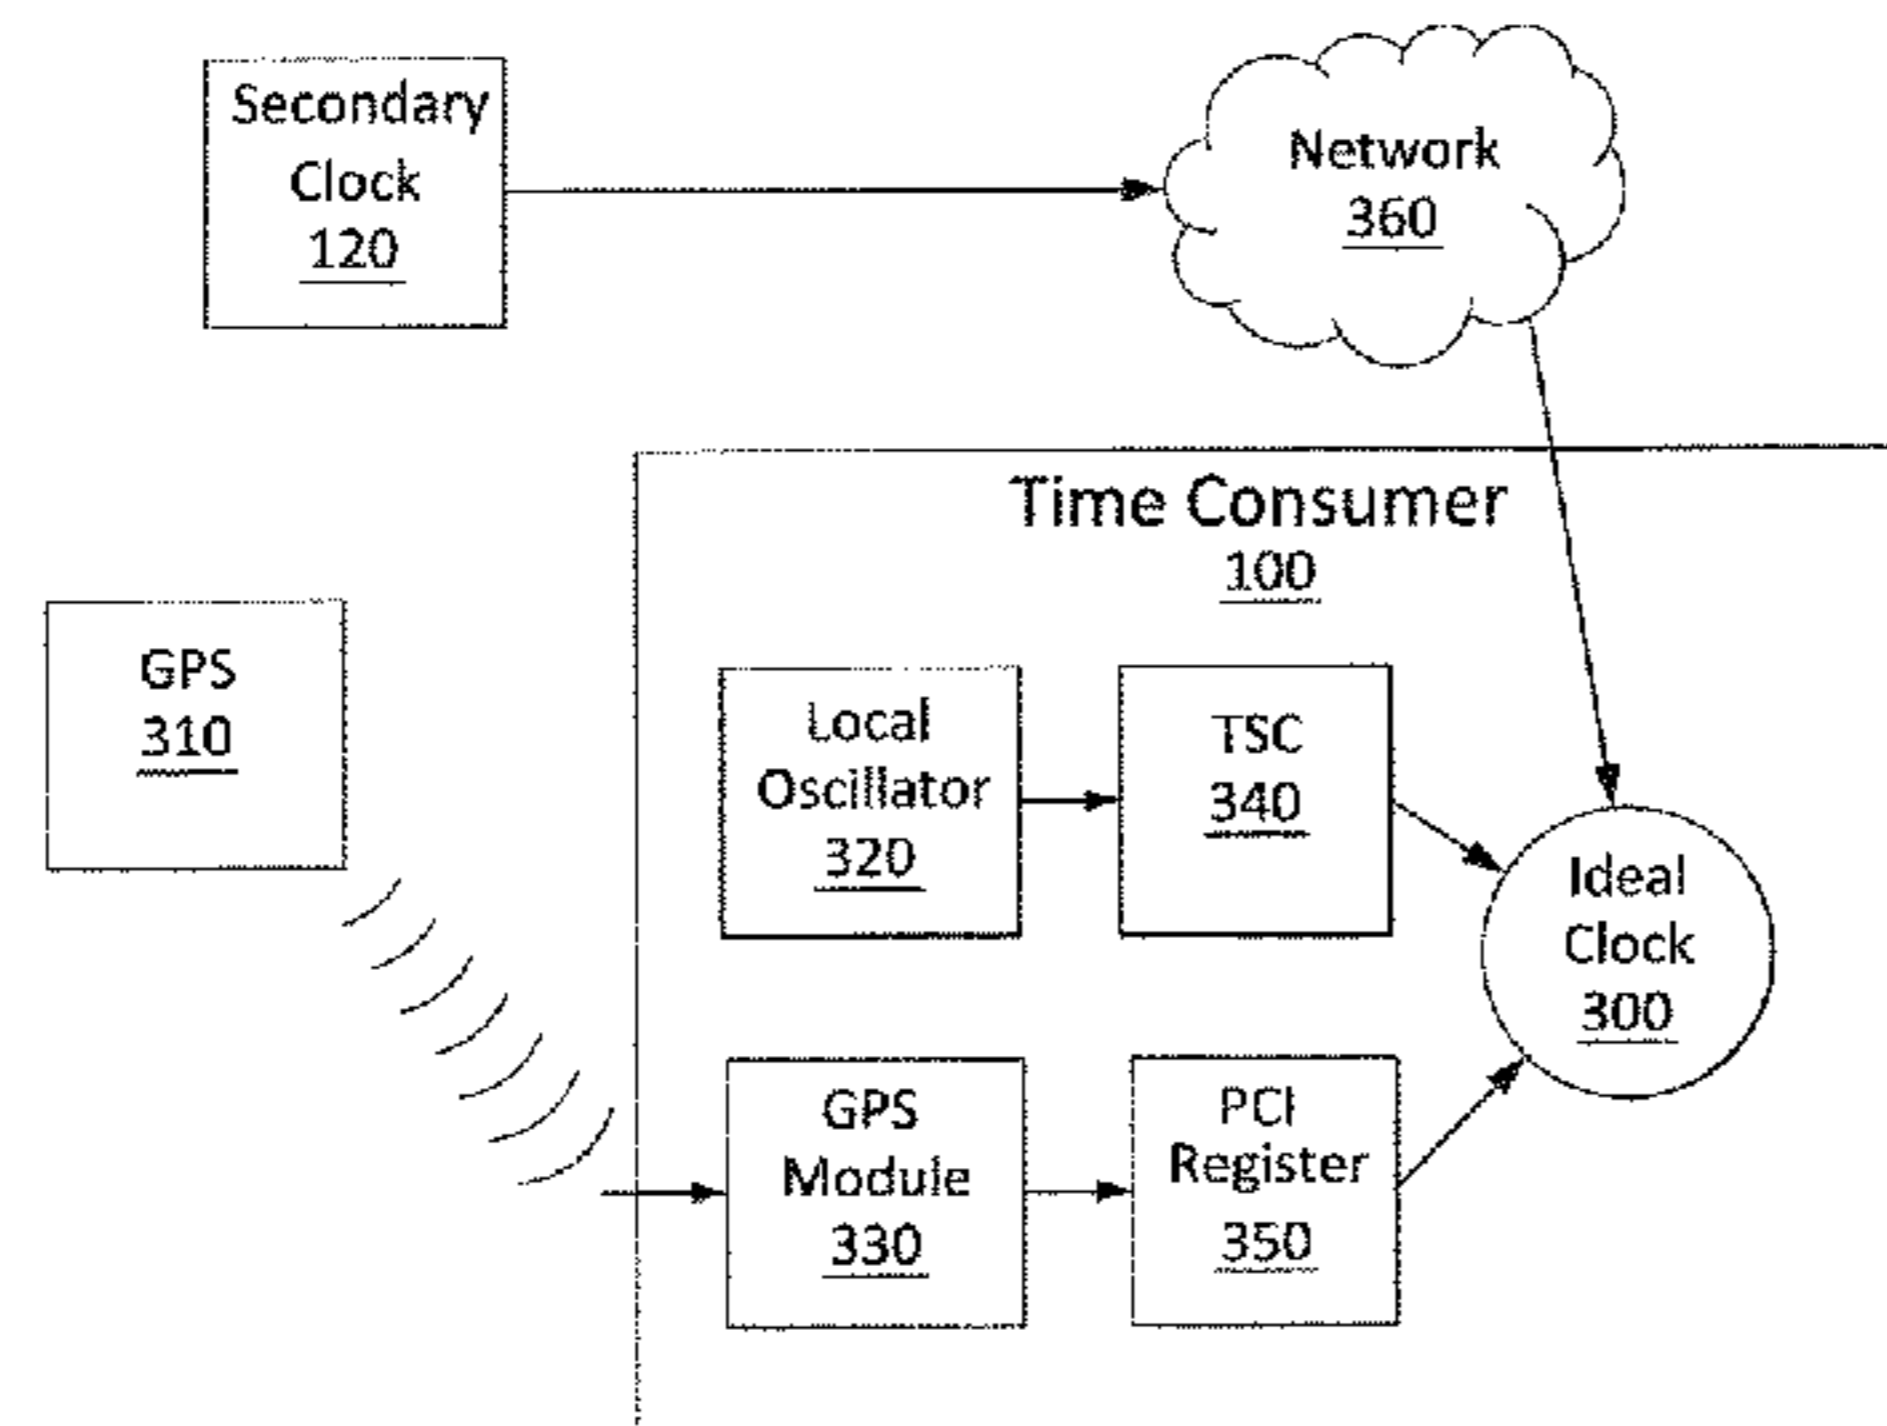 Secondary
Clock
120
Network
360
Time Consumer
100
GPS
310
Local
Oscillator
320
TSC
340
Ideal
Clock
300
GPS
Module
330
PCI
Register
350